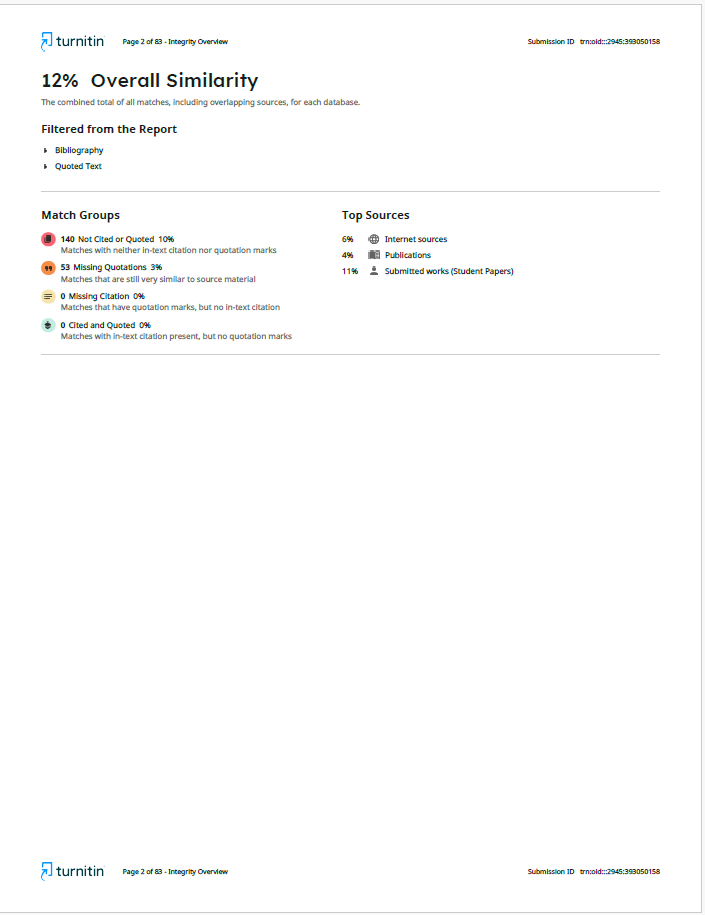 turnitin Page 2 of 83 - Integrity Overview Submission ID trn:oid:::2945:393050158
12% Overall Similarity
The combined total of all matches, including overlapping sources, for each database.
Filtered from the Report
Bibliography
Quoted Text
Match Groups
140 Not Cited or Quoted 10%
Matches with neither in-text citation nor quotation marks
53 Missing Quotations 3%
Matches that are still very similar to source material
0 Missing Citation 0%
Matches that have quotation marks, but no in-text citation
0 Cited and Quoted 0%
Matches with in-text citation present, but no quotation marks
Top Sources
6% Internet sources
4% Publications
11% Submitted works (Student Papers)
turnitin Page 2 of 83 - Integrity Overview Submission ID trn:oid:::2945:393050158